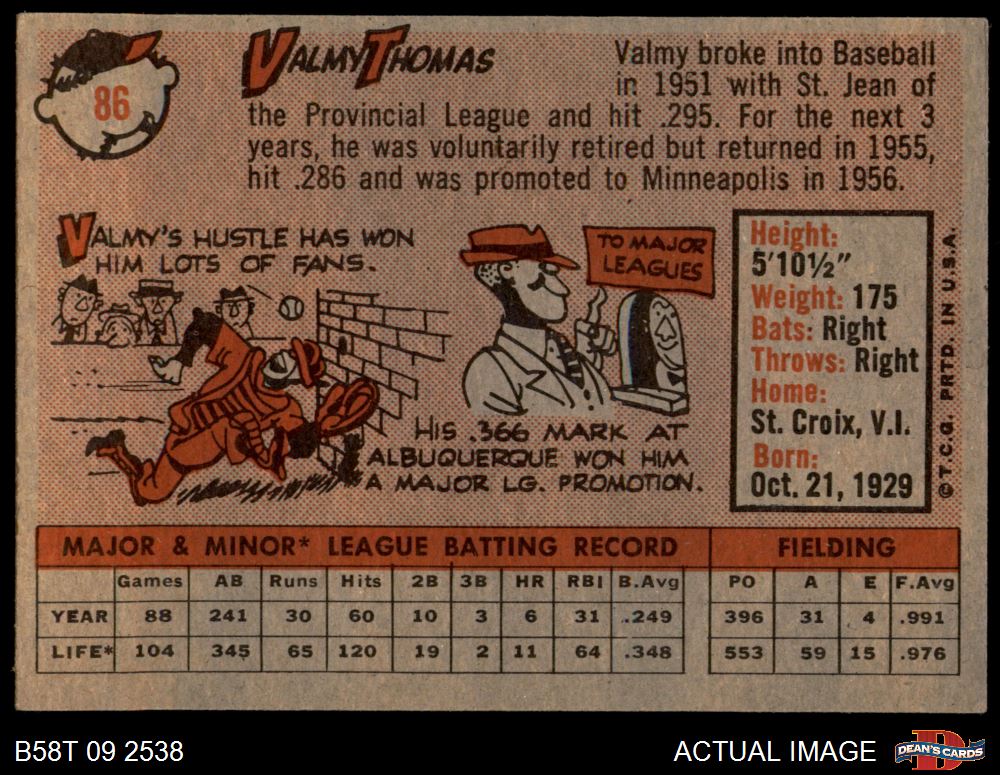 86
VALMY THOMAS
Valmy broke into Baseball
in 1951 with St. Jean of
the Provincial League and hit .295. For the next 3
years, he was voluntarily retired but returned in 1955,
hit .286 and was promoted to Minneapolis in 1956.
VALMY'S HUSTLE HAS WON
HIM LOTS OF FANS.
TO MAJOR
LEAGUES
HIS .366 MARK AT
ALBUQUERQUE WON HIM
A MAJOR LG. PROMOTION.
Height:
5'10½"
Weight: 175
Bats: Right
Throws: Right
Home:
St. Croix, V.I.
Born:
Oct. 21, 1929
© T.C.G. PRTD. IN U.S.A.
MAJOR & MINOR* LEAGUE BATTING RECORD FIELDING
Games AB Runs Hits 2B 3B HR RBI B.Avg PO A E F.Avg
YEAR 88 241 30 60 10 3 6 31 .249 396 31 4 .991
LIFE* 104 345 65 120 19 2 11 64 .348 553 59 15 .976
B58T 09 2538 ACTUAL IMAGE
D
DEAN'S CARDS